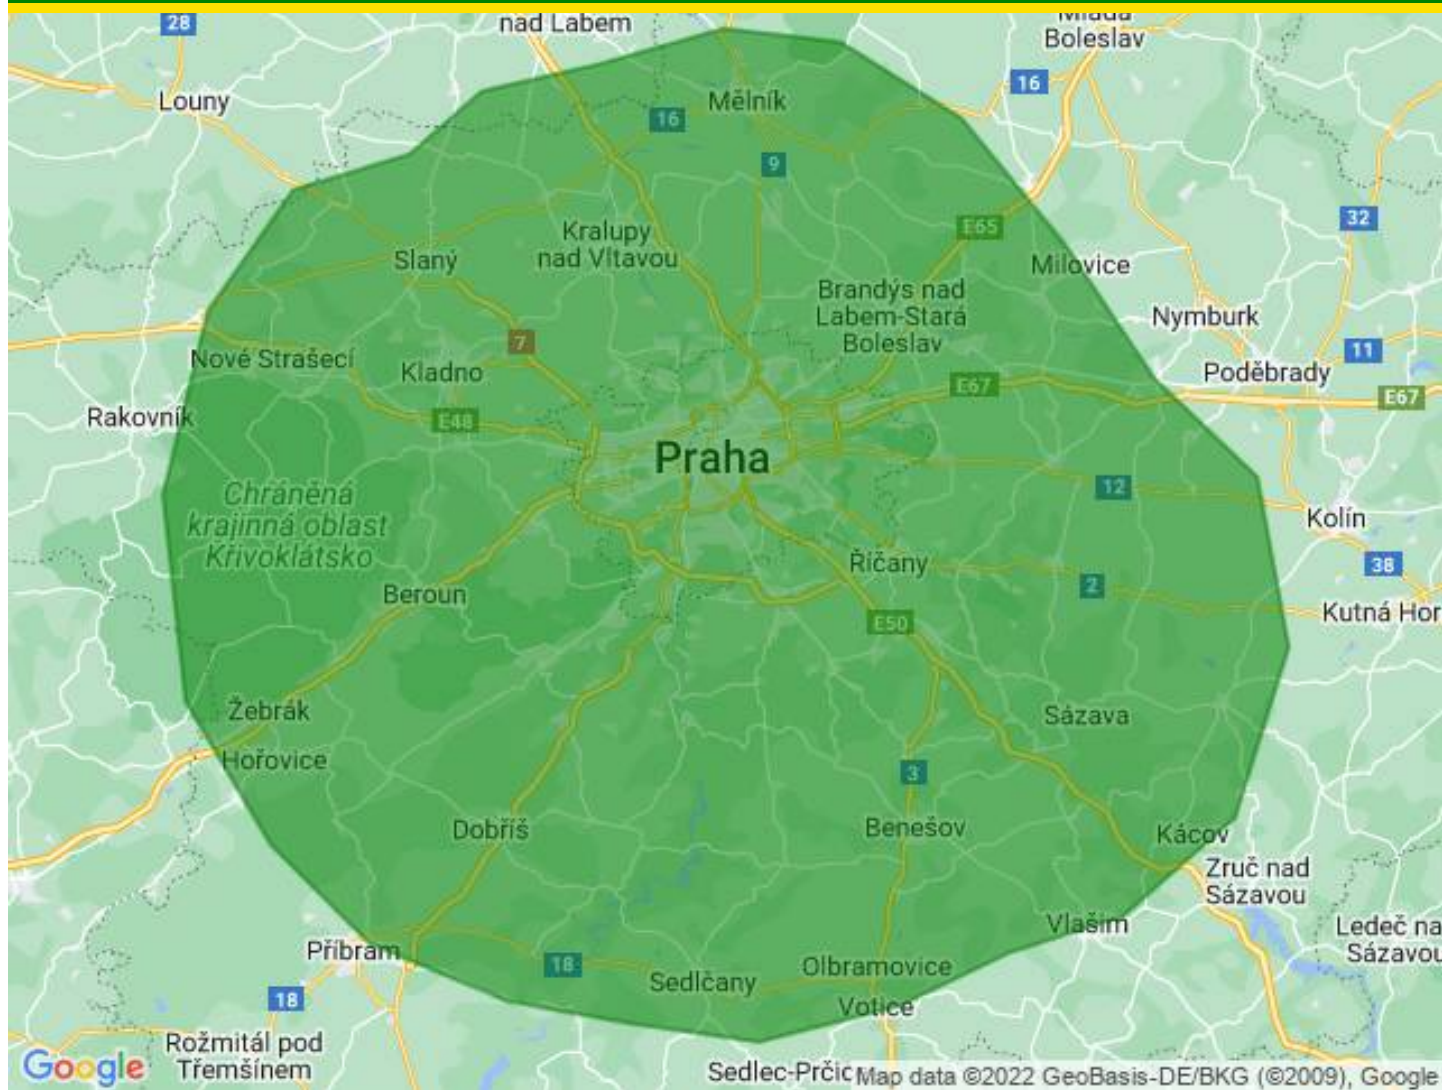 28
nad Labem
Mladá
Boleslav
16
Louny
Mělník
16
9
32
E65
Kralupy
nad Vltavou
Slaný
Milovice
Brandýs nad
Labem-Stará
Boleslav
Nymburk
7
11
Nové Strašecí
Kladno
Poděbrady
E67
E67
Rakovník
E48
Praha
Chráněná
krajinná oblast
Křivoklátsko
12
Kolín
Říčany
38
Beroun
2
Kutná Hor
E50
Žebrák
Sázava
Hořovice
3
Dobříš
Benešov
Kácov
Zruč nad
Sázavou
Vlašim
Ledeč na
Sázavou
Příbram
18
Olbramovice
Sedlčany
18
Votice
Rožmitál pod
Třemšínem
Google
Sedlec-Prčic
Map data ©2022 GeoBasis-DE/BKG (©2009), Google